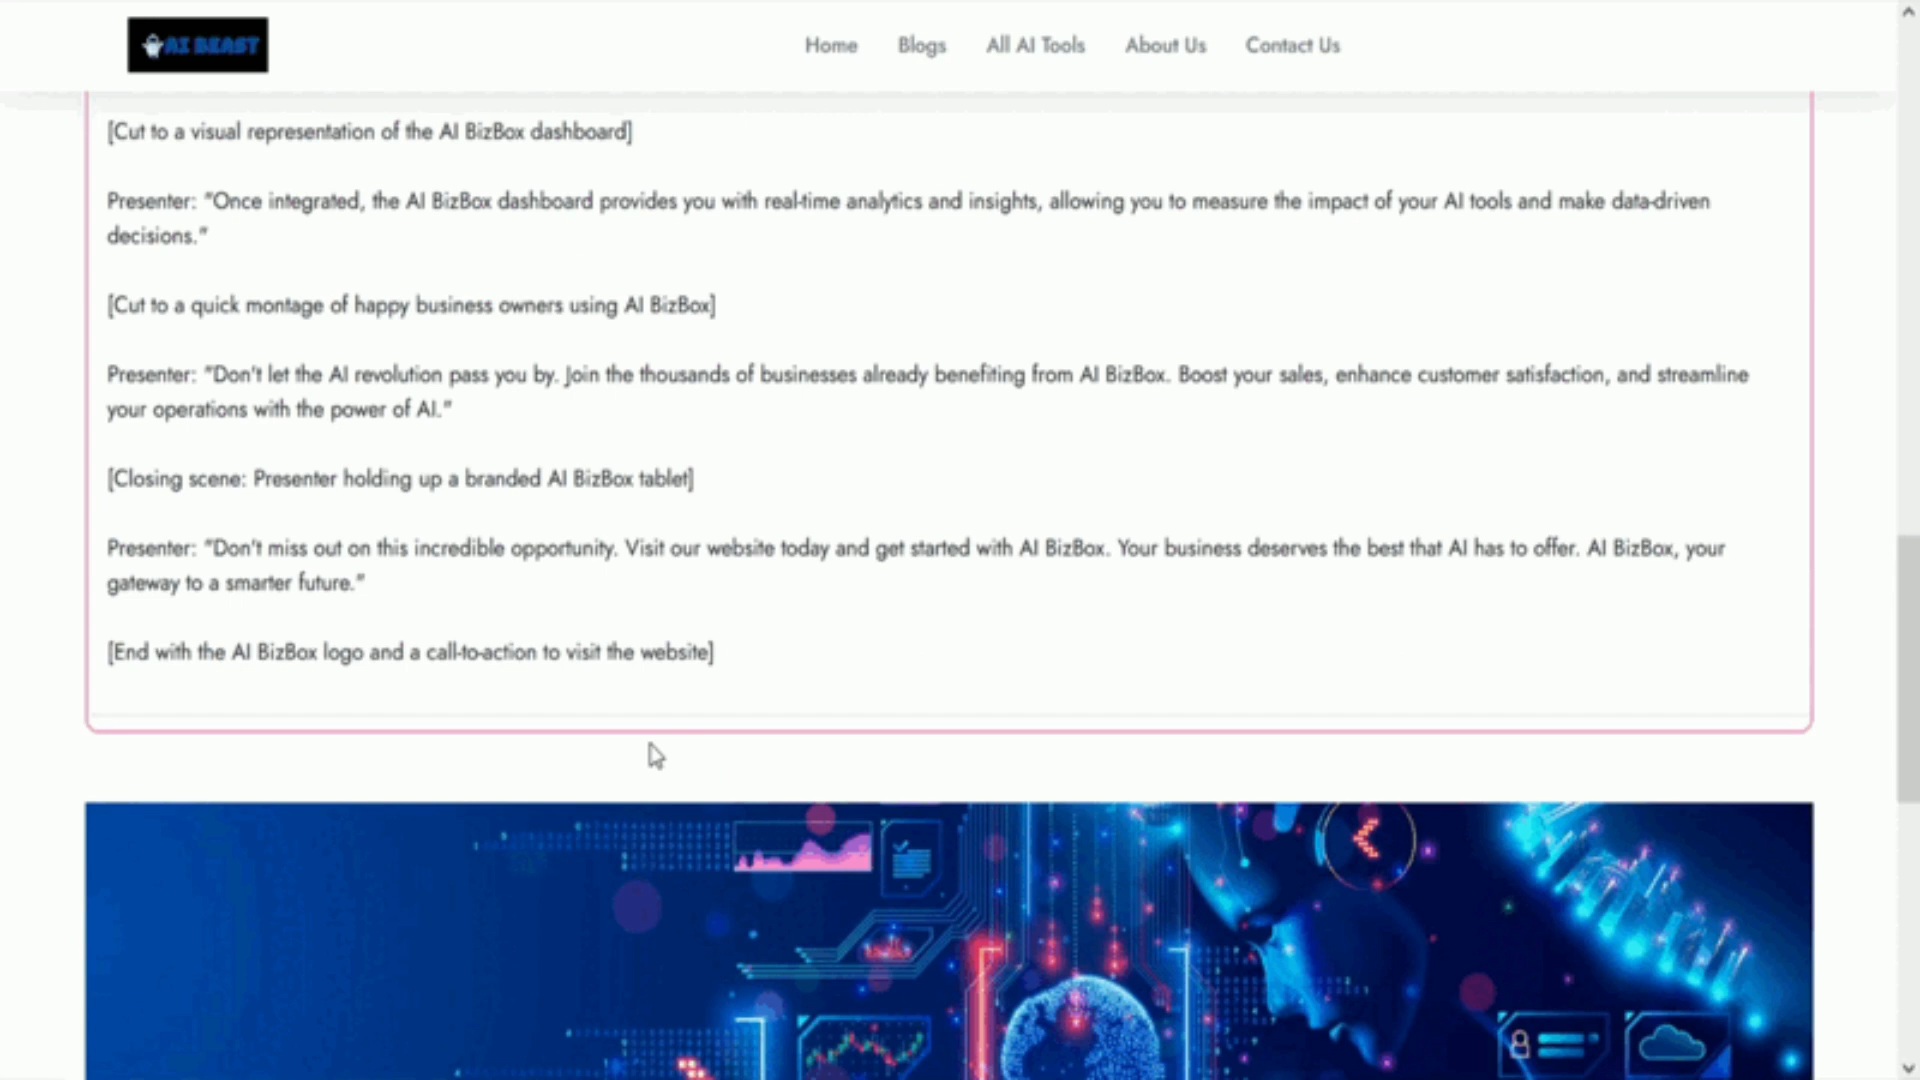 AI BEAST
Home Blogs All AI Tools About Us Contact Us
[Cut to a visual representation of the AI BizBox dashboard]
Presenter: "Once integrated, the AI BizBox dashboard provides you with real-time analytics and insights, allowing you to measure the impact of your AI tools and make data-driven
decisions."
[Cut to a quick montage of happy business owners using AI BizBox]
Presenter: "Don't let the AI revolution pass you by. Join the thousands of businesses already benefiting from AI BizBox. Boost your sales, enhance customer satisfaction, and streamline
your operations with the power of AI."
[Closing scene: Presenter holding up a branded AI BizBox tablet]
Presenter: "Don't miss out on this incredible opportunity. Visit our website today and get started with AI BizBox. Your business deserves the best that AI has to offer. AI BizBox, your
gateway to a smarter future."
[End with the AI BizBox logo and a call-to-action to visit the website]